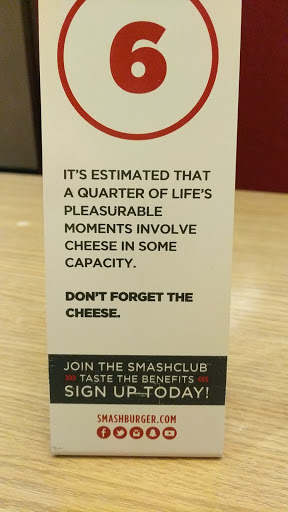 6
IT'S ESTIMATED THAT
A QUARTER OF LIFE'S
PLEASURABLE
MOMENTS INVOLVE
CHEESE IN SOME
CAPACITY.
DON'T FORGET THE
CHEESE.
JOIN THE SMASHCLUB
»» TASTE THE BENEFITS ««
SIGN UP TODAY!
SMASHBURGER.COM